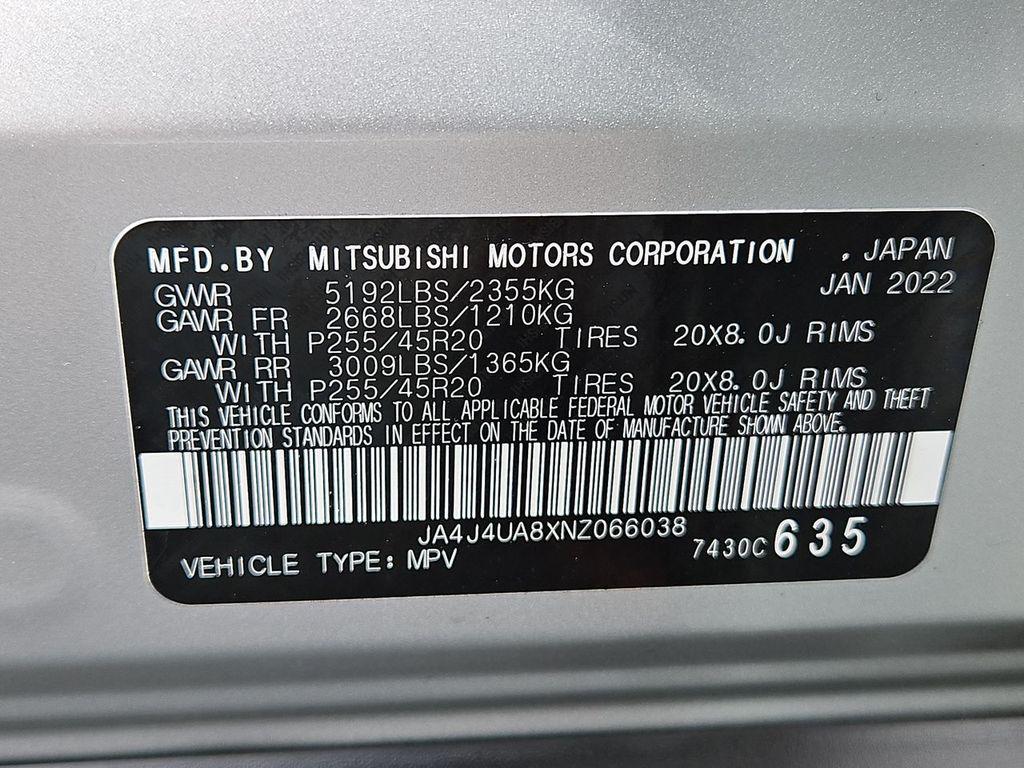 MFD.BY MITSUBISHI MOTORS CORPORATION , JAPAN
GVWR 5192LBS/2355KG JAN 2022
GAWR FR 2668LBS/1210KG
WITH P255/45R20 TIRES 20X8.0J RIMS
GAWR RR 3009LBS/1365KG
WITH P255/45R20 TIRES 20X8.0J RIMS
THIS VEHICLE CONFORMS TO ALL APPLICABLE FEDERAL MOTOR VEHICLE SAFETY AND THEFT
PREVENTION STANDARDS IN EFFECT ON THE DATE OF MANUFACTURE SHOWN ABOVE.
JA4J4UA8XNZ066038
VEHICLE TYPE: MPV 7430C 635